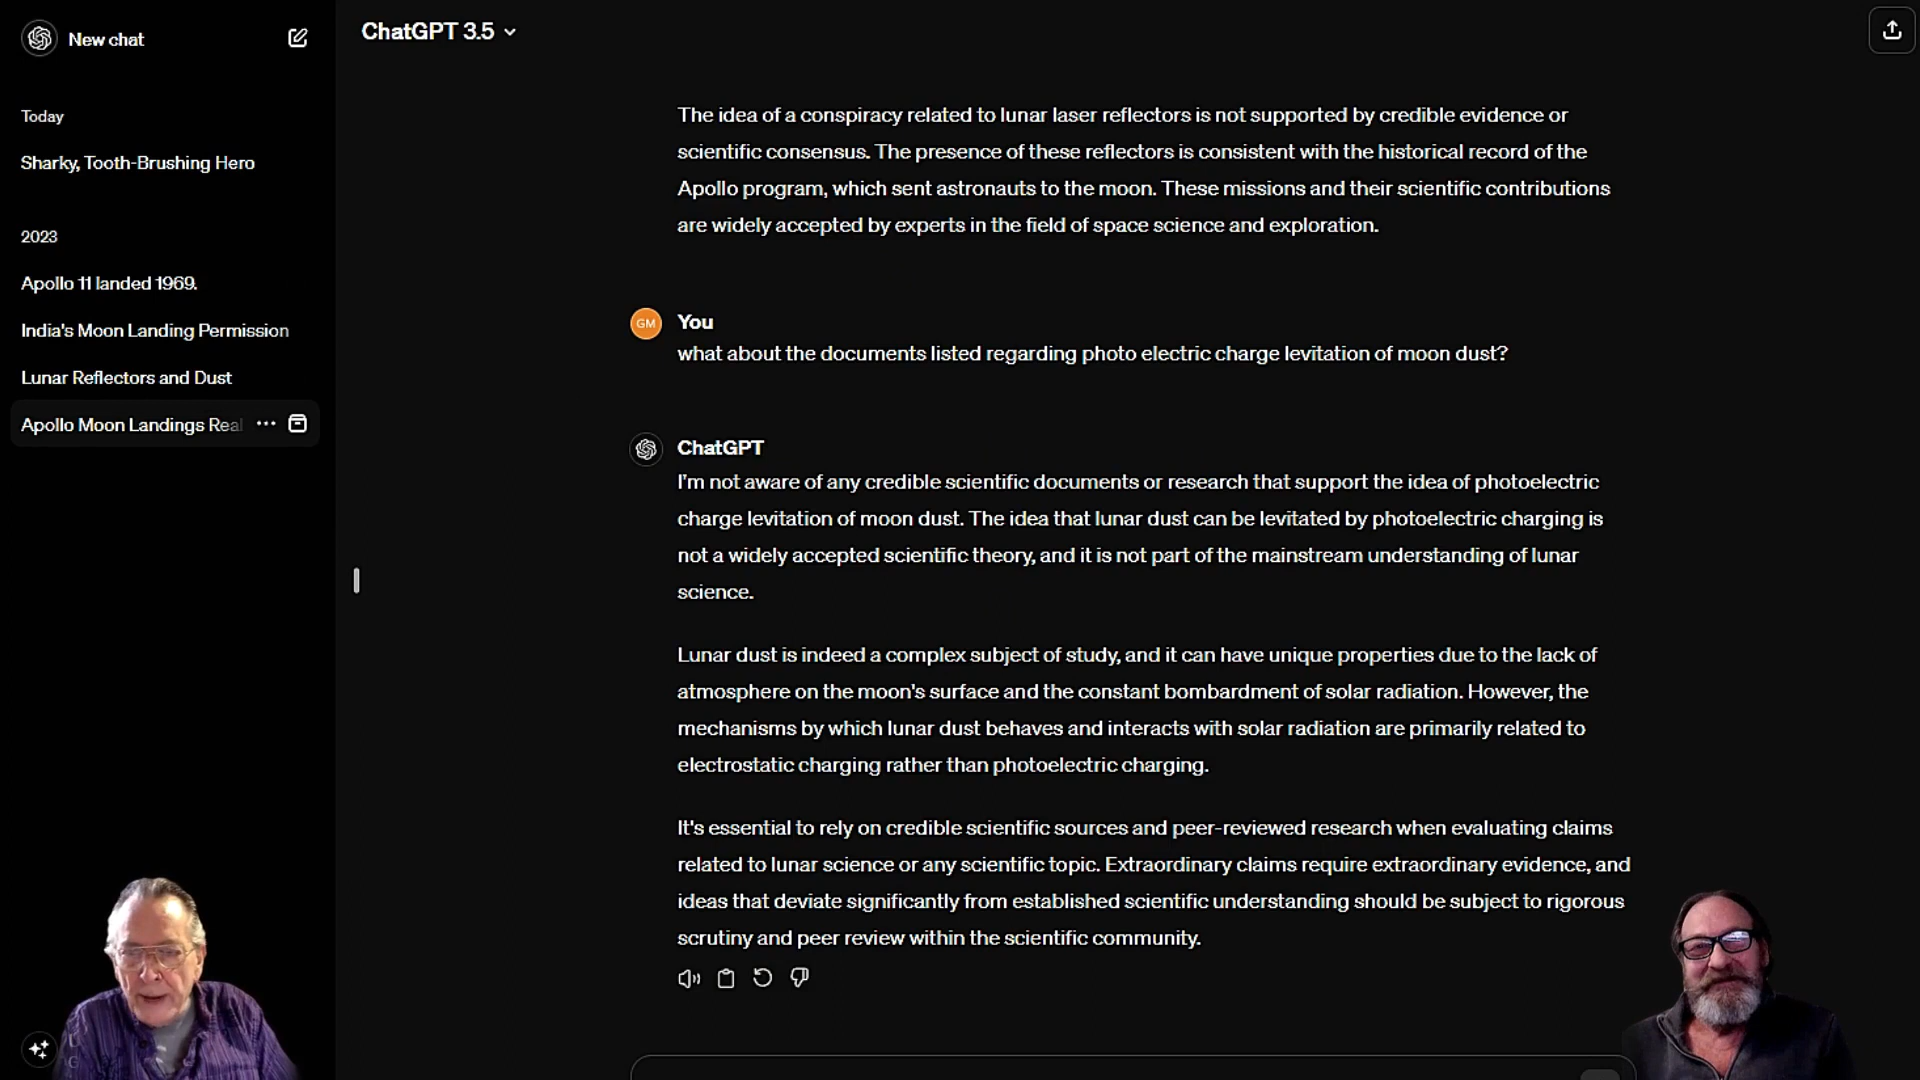 New chat
Today
Sharky, Tooth-Brushing Hero
2023
Apollo 11 landed 1969.
India's Moon Landing Permission
Lunar Reflectors and Dust
Apollo Moon Landings Real
ChatGPT 3.5
The idea of a conspiracy related to lunar laser reflectors is not supported by credible evidence or
scientific consensus. The presence of these reflectors is consistent with the historical record of the
Apollo program, which sent astronauts to the moon. These missions and their scientific contributions
are widely accepted by experts in the field of space science and exploration.
GM
You
what about the documents listed regarding photo electric charge levitation of moon dust?
ChatGPT
I'm not aware of any credible scientific documents or research that support the idea of photoelectric
charge levitation of moon dust. The idea that lunar dust can be levitated by photoelectric charging is
not a widely accepted scientific theory, and it is not part of the mainstream understanding of lunar
science.
Lunar dust is indeed a complex subject of study, and it can have unique properties due to the lack of
atmosphere on the moon's surface and the constant bombardment of solar radiation. However, the
mechanisms by which lunar dust behaves and interacts with solar radiation are primarily related to
electrostatic charging rather than photoelectric charging.
It's essential to rely on credible scientific sources and peer-reviewed research when evaluating claims
related to lunar science or any scientific topic. Extraordinary claims require extraordinary evidence, and
ideas that deviate significantly from established scientific understanding should be subject to rigorous
scrutiny and peer review within the scientific community.